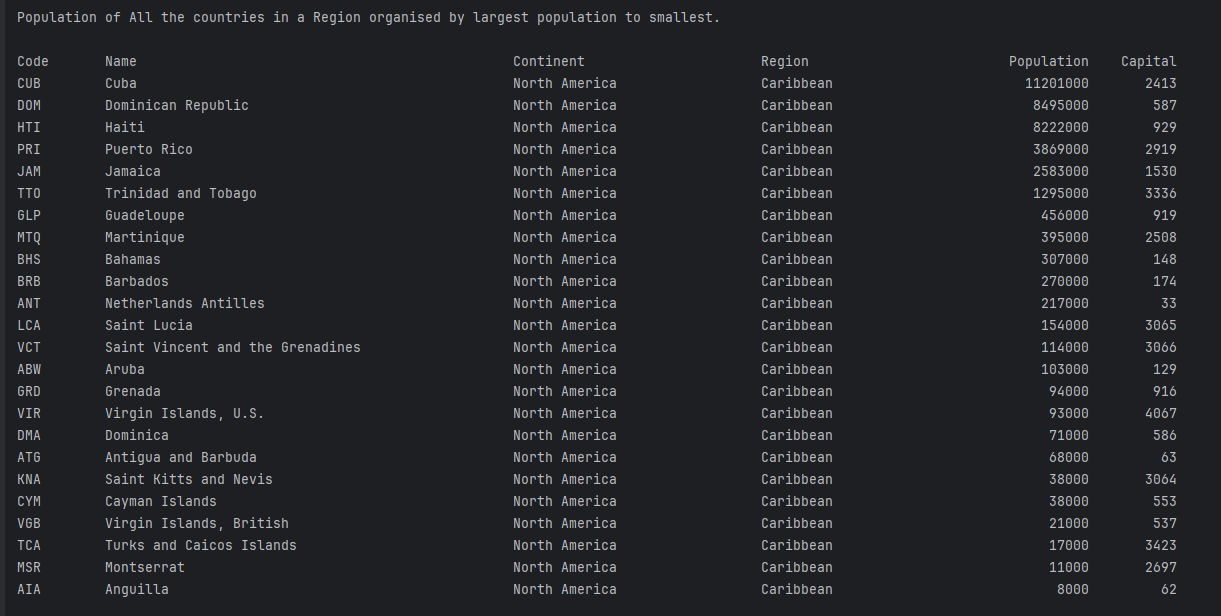 Population of All the countries in a Region organised by largest population to smallest.
Code Name Continent Region Population Capital
CUB Cuba North America Caribbean 11201000 2413
DOM Dominican Republic North America Caribbean 8495000 587
HTI Haiti North America Caribbean 8222000 929
PRI Puerto Rico North America Caribbean 3869000 2919
JAM Jamaica North America Caribbean 2583000 1530
TTO Trinidad and Tobago North America Caribbean 1295000 3336
GLP Guadeloupe North America Caribbean 456000 919
MTQ Martinique North America Caribbean 395000 2508
BHS Bahamas North America Caribbean 307000 148
BRB Barbados North America Caribbean 270000 174
ANT Netherlands Antilles North America Caribbean 217000 33
LCA Saint Lucia North America Caribbean 154000 3065
VCT Saint Vincent and the Grenadines North America Caribbean 114000 3066
ABW Aruba North America Caribbean 103000 129
GRD Grenada North America Caribbean 94000 916
VIR Virgin Islands, U.S. North America Caribbean 93000 4067
DMA Dominica North America Caribbean 71000 586
ATG Antigua and Barbuda North America Caribbean 68000 63
KNA Saint Kitts and Nevis North America Caribbean 38000 3064
CYM Cayman Islands North America Caribbean 38000 553
VGB Virgin Islands, British North America Caribbean 21000 537
TCA Turks and Caicos Islands North America Caribbean 17000 3423
MSR Montserrat North America Caribbean 11000 2697
AIA Anguilla North America Caribbean 8000 62